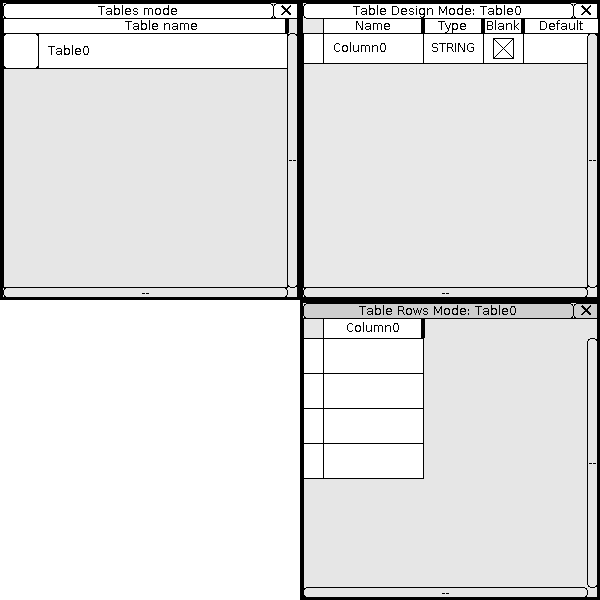 Tables mode
Table name
Table0
--
--
Table Design Mode: Table0
Name Type Blank Default
Column0 STRING
--
--
Table Rows Mode: Table0
Column0
--
--